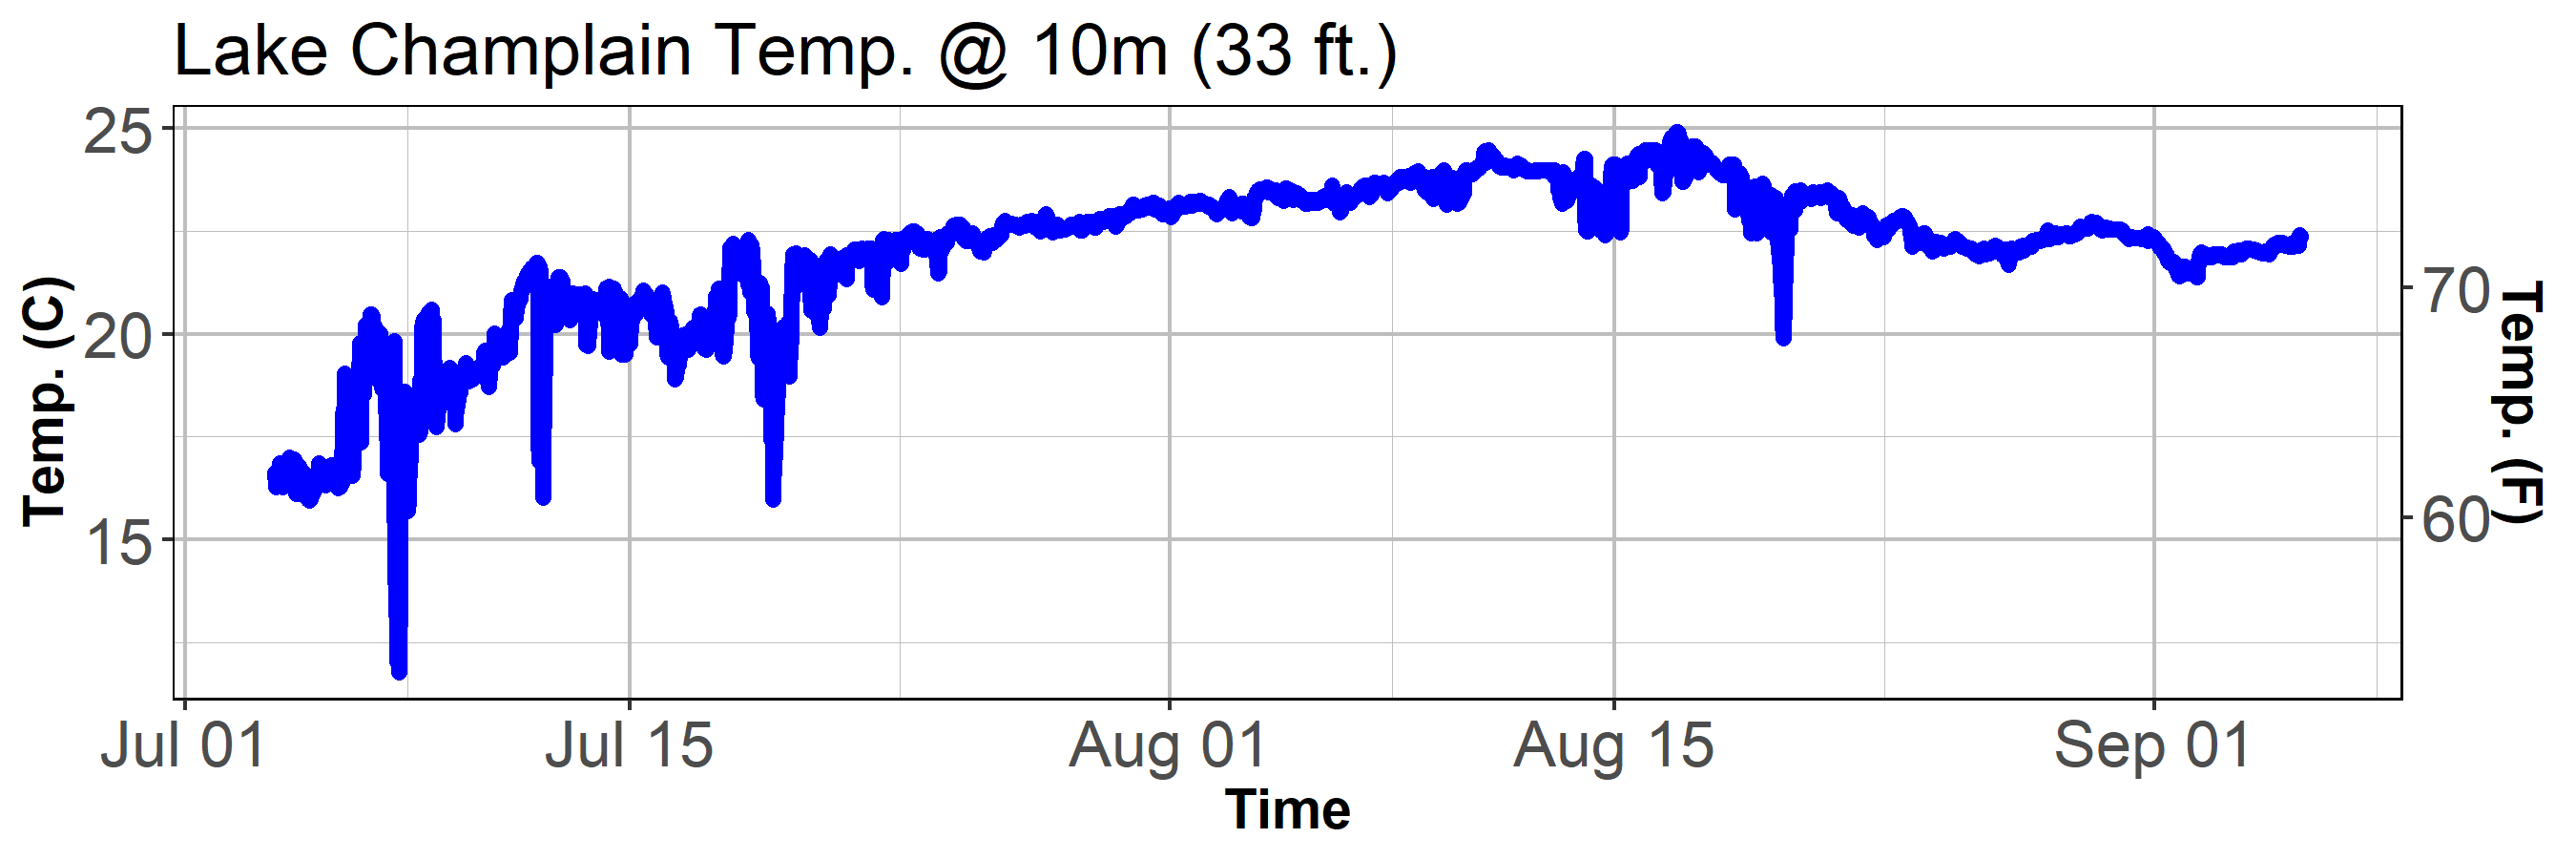 Lake Champlain Temp. @ 10m (33 ft.)
25
20
15
Temp. (C)
70
60
Temp. (F)
Jul 01
Jul 15
Aug 01
Aug 15
Sep 01
Time